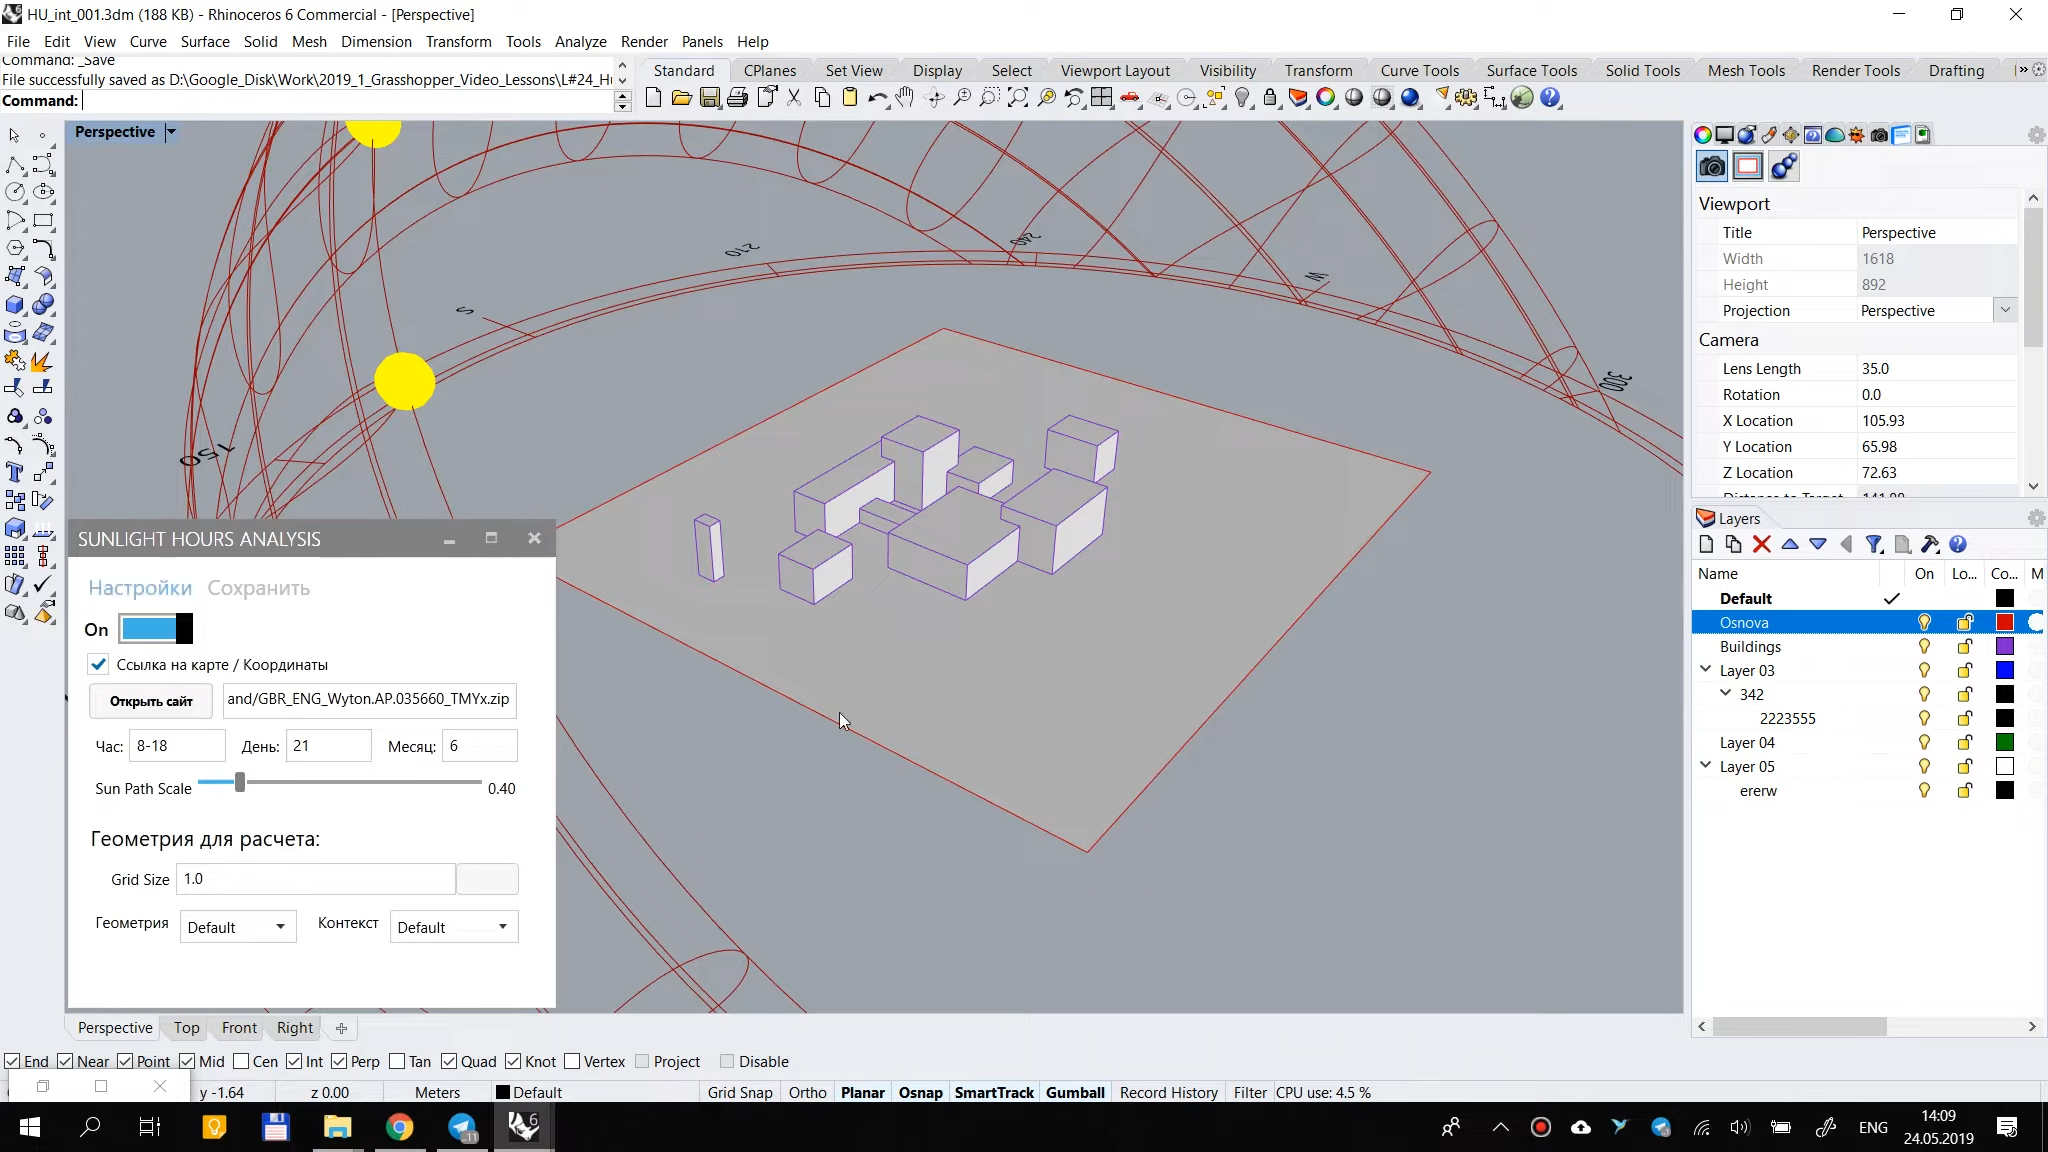 HU_int_001.3dm (188 KB) - Rhinoceros 6 Commercial - [Perspective]
File Edit View Curve Surface Solid Mesh Dimension Transform Tools Analyze Render Panels Help
Command: _Save
File successfully saved as D:\Google_Disk\Work\2019_1_Grasshopper_Video_Lessons\L#24_Hu
Command:
Standard CPlanes Set View Display Select Viewport Layout Visibility Transform Curve Tools Surface Tools Solid Tools Mesh Tools Render Tools Drafting
Perspective
210
240
W
S
300
150
SUNLIGHT HOURS ANALYSIS
Настройки Сохранить
On
Ссылка на карте / Координаты
Открыть сайт and/GBR_ENG_Wyton.AP.035660_TMYx.zip
Час: 8-18 День: 21 Месяц: 6
Sun Path Scale 0.40
Геометрия для расчета:
Grid Size 1.0
Геометрия Default Контекст Default
Viewport
Title Perspective
Width 1618
Height 892
Projection Perspective
Camera
Lens Length 35.0
Rotation 0.0
X Location 105.93
Y Location 65.98
Z Location 72.63
Layers
Name On Lo... Co... M
Default
Osnova
Buildings
Layer 03
342
2223555
Layer 04
Layer 05
ererw
Perspective Top Front Right
End Near Point Mid Cen Int Perp Tan Quad Knot Vertex Project Disable
y -1.64 z 0.00 Meters Default Grid Snap Ortho Planar Osnap SmartTrack Gumball Record History Filter CPU use: 4.5 %
11
6
ENG
14:09
24.05.2019